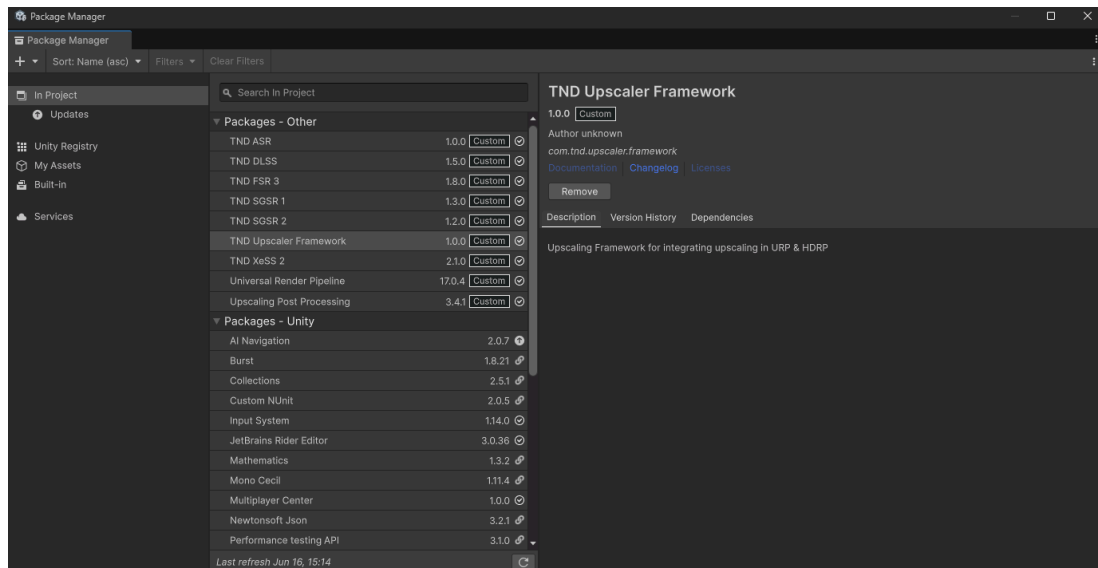 Package Manager
Package Manager
Sort: Name (asc) Filters Clear Filters
In Project
Updates
Unity Registry
My Assets
Built-in
Services
Search In Project
Packages - Other
TND ASR 1.0.0 Custom
TND DLSS 1.5.0 Custom
TND FSR 3 1.8.0 Custom
TND SGSR 1 1.3.0 Custom
TND SGSR 2 1.2.0 Custom
TND Upscaler Framework 1.0.0 Custom
TND XeSS 2 2.1.0 Custom
Universal Render Pipeline 17.0.4 Custom
Upscaling Post Processing 3.4.1 Custom
Packages - Unity
AI Navigation 2.0.7
Burst 1.8.21
Collections 2.5.1
Custom NUnit 2.0.5
Input System 1.14.0
JetBrains Rider Editor 3.0.36
Mathematics 1.3.2
Mono Cecil 1.11.4
Multiplayer Center 1.0.0
Newtonsoft Json 3.2.1
Performance testing API 3.1.0
Last refresh Jun 16, 15:14
TND Upscaler Framework
1.0.0 Custom
Author unknown
com.tnd.upscaler.framework
Documentation Changelog Licenses
Remove
Description Version History Dependencies
Upscaling Framework for integrating upscaling in URP & HDRP